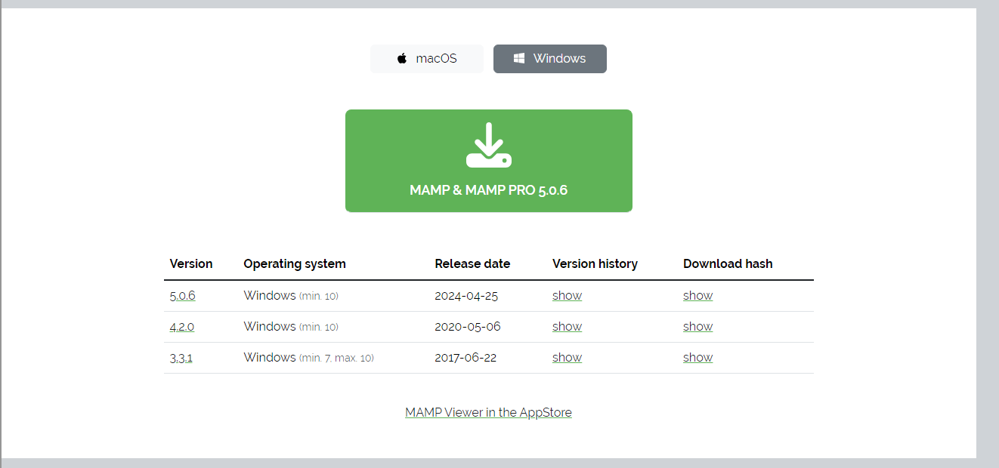 macOS Windows
MAMP & MAMP PRO 5.0.6
Version Operating system Release date Version history Download hash
5.0.6 Windows (min. 10) 2024-04-25 show show
4.2.0 Windows (min. 10) 2020-05-06 show show
3.3.1 Windows (min. 7, max. 10) 2017-06-22 show show
MAMP Viewer in the AppStore